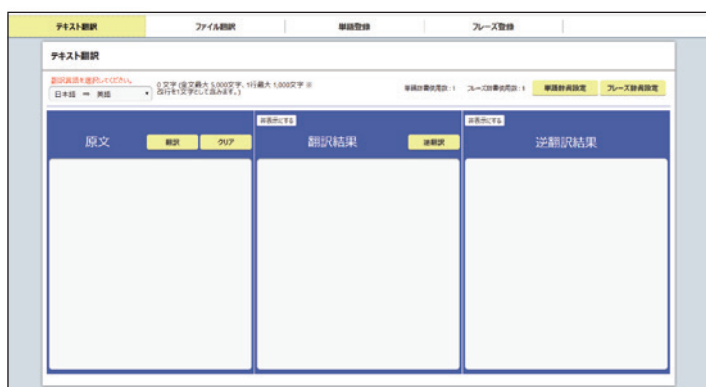 テキスト翻訳 ファイル翻訳 単語登録 フレーズ登録
テキスト翻訳
翻訳言語を選択してください。
日本語 ⇒ 英語
0 文字 (全文最大 5,000文字、1行最大 1,000文字 ※
改行を1文字として含みます。)
単語辞書使用数：1 フレーズ辞書使用数：1 単語辞書設定 フレーズ辞書設定
非表示にする 非表示にする
原文 翻訳 クリア 翻訳結果 逆翻訳 逆翻訳結果